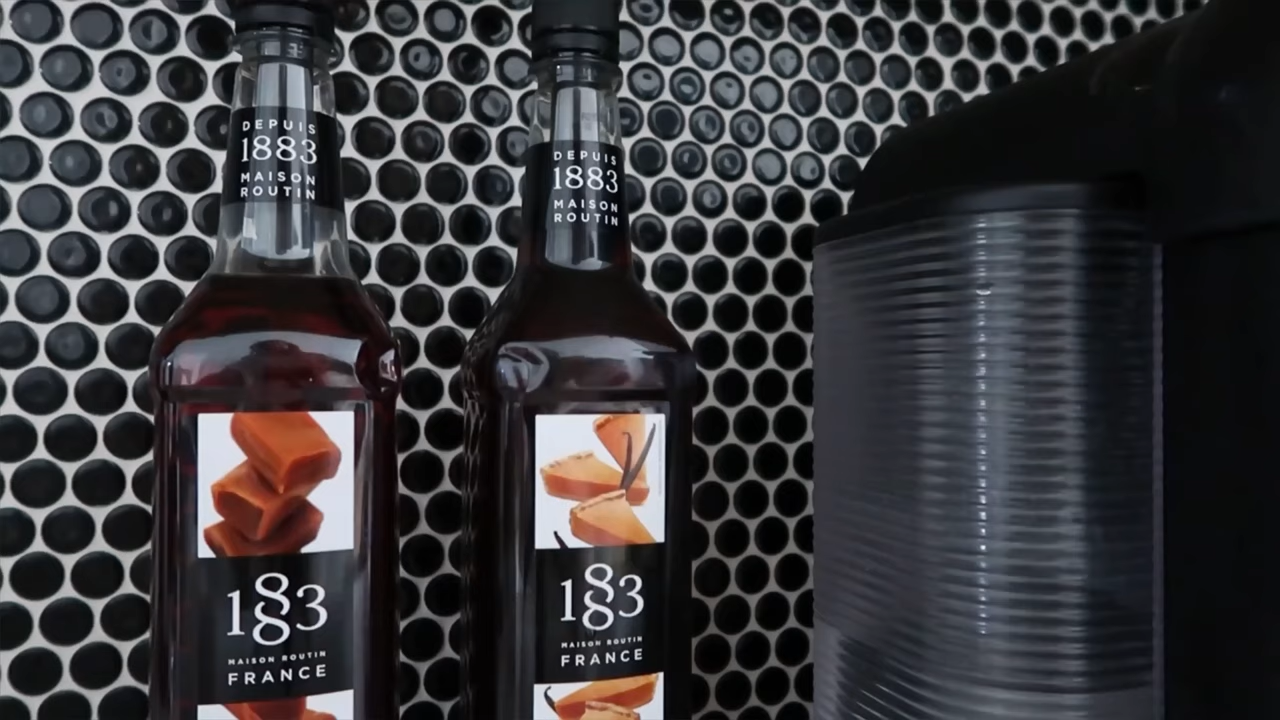 DEPUIS
1883
MAISON
ROUTIN
1883
MAISON ROUTIN
FRANCE
DEPUIS
1883
MAISON
ROUTIN
1883
MAISON ROUTIN
FRANCE